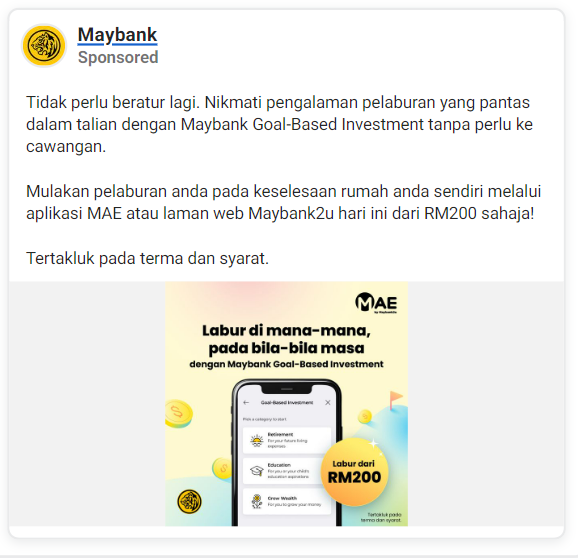 Maybank
Sponsored
Tidak perlu beratur lagi. Nikmati pengalaman pelaburan yang pantas
dalam talian dengan Maybank Goal-Based Investment tanpa perlu ke
cawangan.
Mulakan pelaburan anda pada keselesaan rumah anda sendiri melalui
aplikasi MAE atau laman web Maybank2u hari ini dari RM200 sahaja!
Tertakluk pada terma dan syarat.
MAE
by Maybank2u
Labur di mana-mana,
pada bila-bila masa
dengan Maybank Goal-Based Investment
Goal-Based Investment
Pick a category to start
Retirement
For your future living
expenses
Education
For you or your child's
education aspirations
Grow Wealth
For you to grow your money
Labur dari
RM200
Tertakluk pada
terma dan syarat.